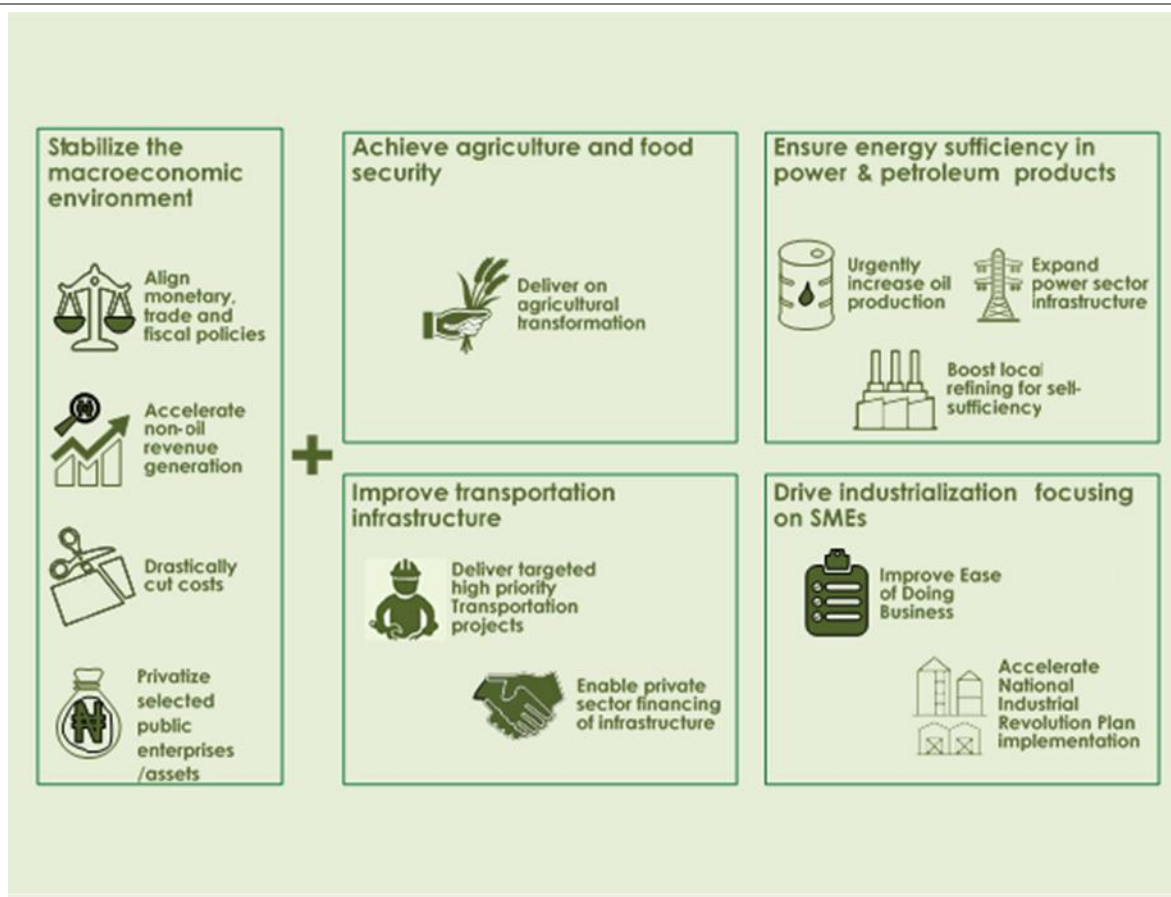 Stabilize the
macroeconomic
environment
Align
monetary,
trade and
fiscal policies
Accelerate
non-oil
revenue
generation
Drastically
cut costs
Privatize
selected
public
enterprises
/assets
+
Achieve agriculture and food
security
Deliver on
agricultural
transformation
Ensure energy sufficiency in
power & petroleum products
Urgently
increase oil
production
Expand
power sector
infrastructure
Boost local
refining for self-
sufficiency
Improve transportation
infrastructure
Deliver targeted
high priority
Transportation
projects
Enable private
sector financing
of infrastructure
Drive industrialization focusing
on SMEs
Improve Ease
of Doing
Business
Accelerate
National
Industrial
Revolution Plan
implementation
₦
₦